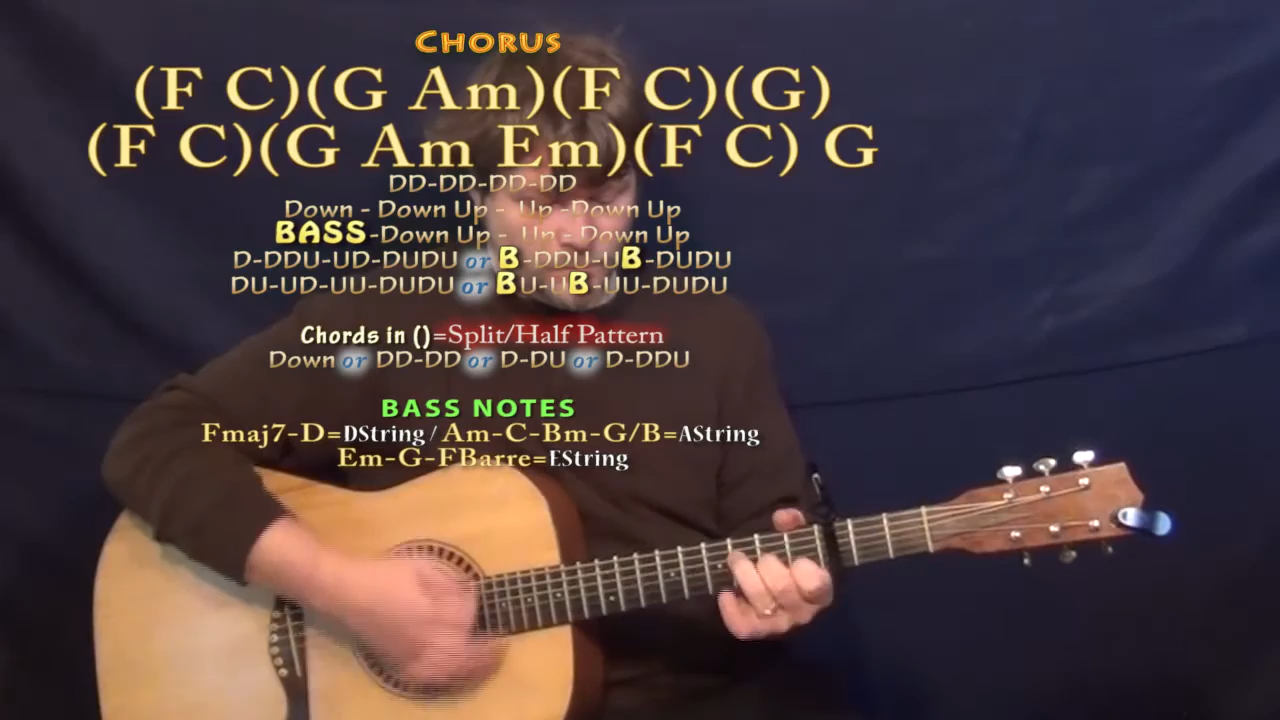 CHORUS
(F C)(G Am)(F C)(G)
(F C)(G Am Em)(F C) G
DD-DD-DD-DD
Down - Down Up - Up -Down Up
BASS-Down Up - Up - Down Up
D-DDU-UD-DUDU or B-DDU-UB-DUDU
DU-UD-UU-DUDU or BU-UB-UU-DUDU
Chords in ()=Split/Half Pattern
Down or DD-DD or D-DU or D-DDU
BASS NOTES
Fmaj7-D=DString / Am-C-Bm-G/B=AString
Em-G-FBarre=EString